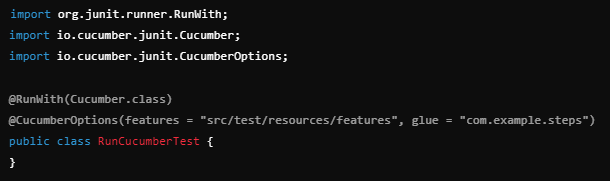 import org.junit.runner.RunWith;
import io.cucumber.junit.Cucumber;
import io.cucumber.junit.CucumberOptions;
@RunWith(Cucumber.class)
@CucumberOptions(features = "src/test/resources/features", glue = "com.example.steps")
public class RunCucumberTest {
}